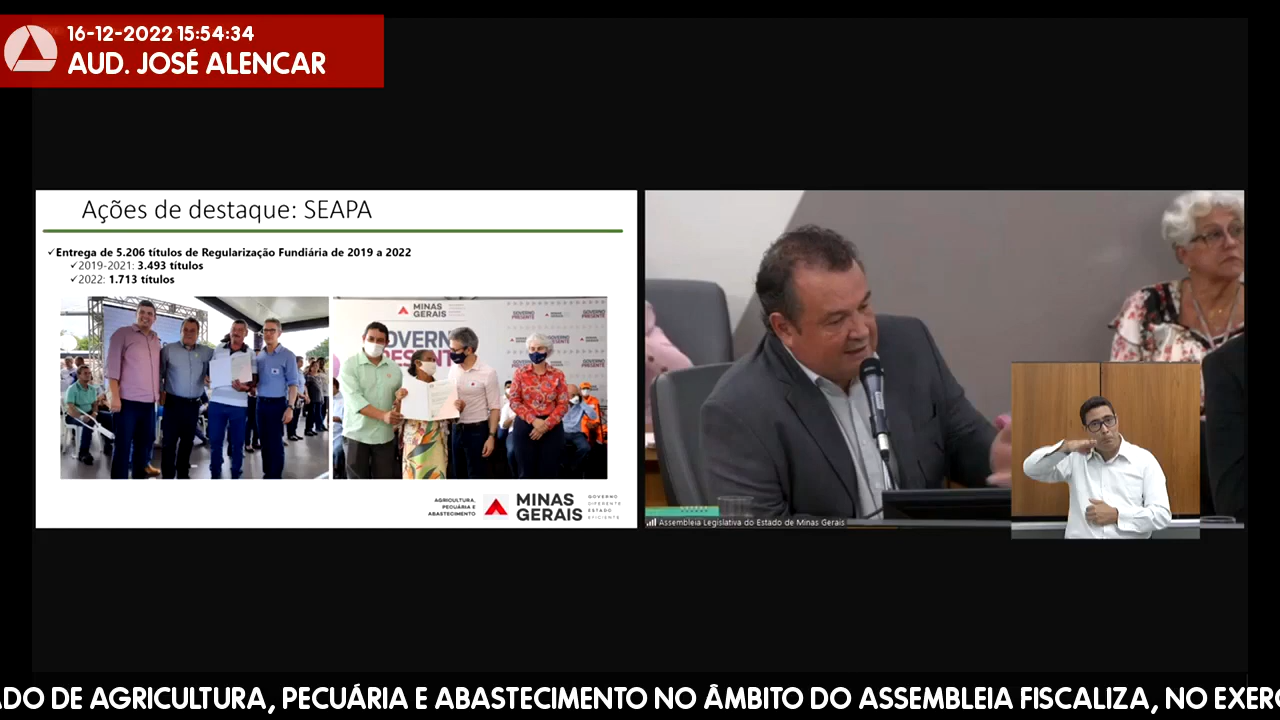 16-12-2022 15:54:34
AUD. JOSÉ ALENCAR
Ações de destaque: SEAPA
✓Entrega de 5.206 títulos de Regularização Fundiária de 2019 a 2022
✓2019-2021: 3.493 títulos
✓2022: 1.713 títulos
MINAS
GERAIS
GOVERNO
PRESENTE
AGRICULTURA,
PECUÁRIA E
ABASTECIMENTO
MINAS
GERAIS
GOVERNO
DIFERENTE
ESTADO
EFICIENTE
Assembleia Legislativa do Estado de Minas Gerais
ADO DE AGRICULTURA, PECUÁRIA E ABASTECIMENTO NO ÂMBITO DO ASSEMBLEIA FISCALIZA, NO EXERC